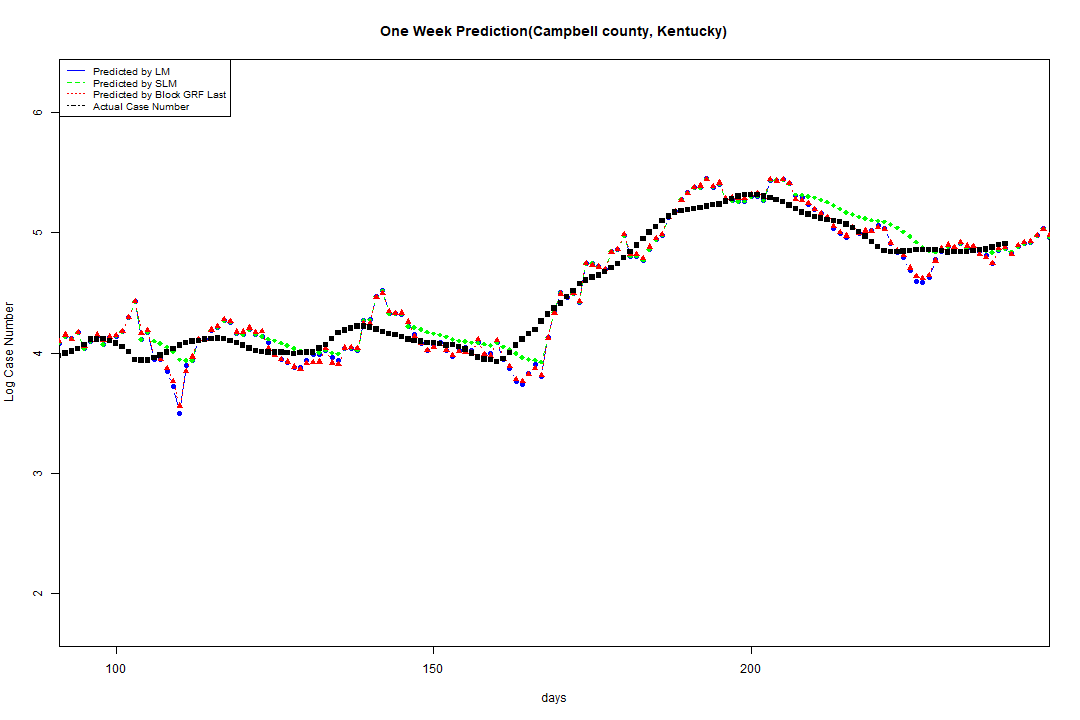 One Week Prediction(Campbell county, Kentucky)
Predicted by LM
Predicted by SLM
Predicted by Block GRF Last
Actual Case Number
6
5
4
3
2
Log Case Number
100
150
200
days